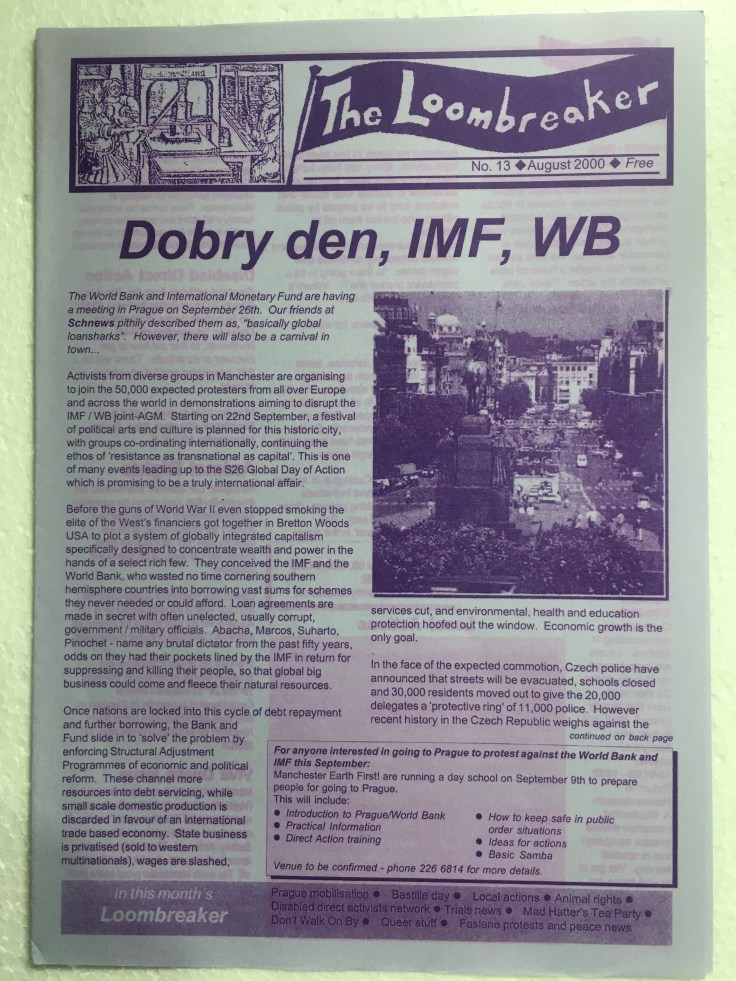 The Loombreaker
No. 13 ◆ August 2000 ◆ Free
Dobry den, IMF, WB
The World Bank and International Monetary Fund are having
a meeting in Prague on September 26th. Our friends at
Schnews pithily described them as, "basically global
loansharks". However, there will also be a carnival in
town...
Activists from diverse groups in Manchester are organising
to join the 50,000 expected protesters from all over Europe
and across the world in demonstrations aiming to disrupt the
IMF / WB joint-AGM. Starting on 22nd September, a festival
of political arts and culture is planned for this historic city,
with groups co-ordinating internationally, continuing the
ethos of 'resistance as transnational as capital'. This is one
of many events leading up to the S26 Global Day of Action
which is promising to be a truly international affair.
Before the guns of World War II even stopped smoking the
elite of the West's financiers got together in Bretton Woods
USA to plot a system of globally integrated capitalism
specifically designed to concentrate wealth and power in the
hands of a select rich few. They conceived the IMF and the
World Bank, who wasted no time cornering southern
hemisphere countries into borrowing vast sums for schemes
they never needed or could afford. Loan agreements are
made in secret with often unelected, usually corrupt,
government / military officials. Abacha, Marcos, Suharto,
Pinochet - name any brutal dictator from the past fifty years,
odds on they had their pockets lined by the IMF in return for
suppressing and killing their people, so that global big
business could come and fleece their natural resources.
Once nations are locked into this cycle of debt repayment
and further borrowing, the Bank and
Fund slide in to 'solve' the problem by
enforcing Structural Adjustment
Programmes of economic and political
reform. These channel more
resources into debt servicing, while
small scale domestic production is
discarded in favour of an international
trade based economy. State business
is privatised (sold to western
multinationals), wages are slashed,
services cut, and environmental, health and education
protection hoofed out the window. Economic growth is the
only goal.
In the face of the expected commotion, Czech police have
announced that streets will be evacuated, schools closed
and 30,000 residents moved out to give the 20,000
delegates a 'protective ring' of 11,000 police. However
recent history in the Czech Republic weighs against the
continued on back page
For anyone interested in going to Prague to protest against the World Bank and
IMF this September:
Manchester Earth First! are running a day school on September 9th to prepare
people for going to Prague.
This will include:
● Introduction to Prague/World Bank
● Practical Information
● Direct Action training
● How to keep safe in public
order situations
● Ideas for actions
● Basic Samba
Venue to be confirmed - phone 226 6814 for more details.
In this month's
Loombreaker
Prague mobilisation ● Bastille day ● Local actions ● Animal rights ●
Disabled direct activists network ● Trials news ● Mad Hatter's Tea Party ●
Don't Walk On By ● Queer stuff ● Faslane protests and peace news